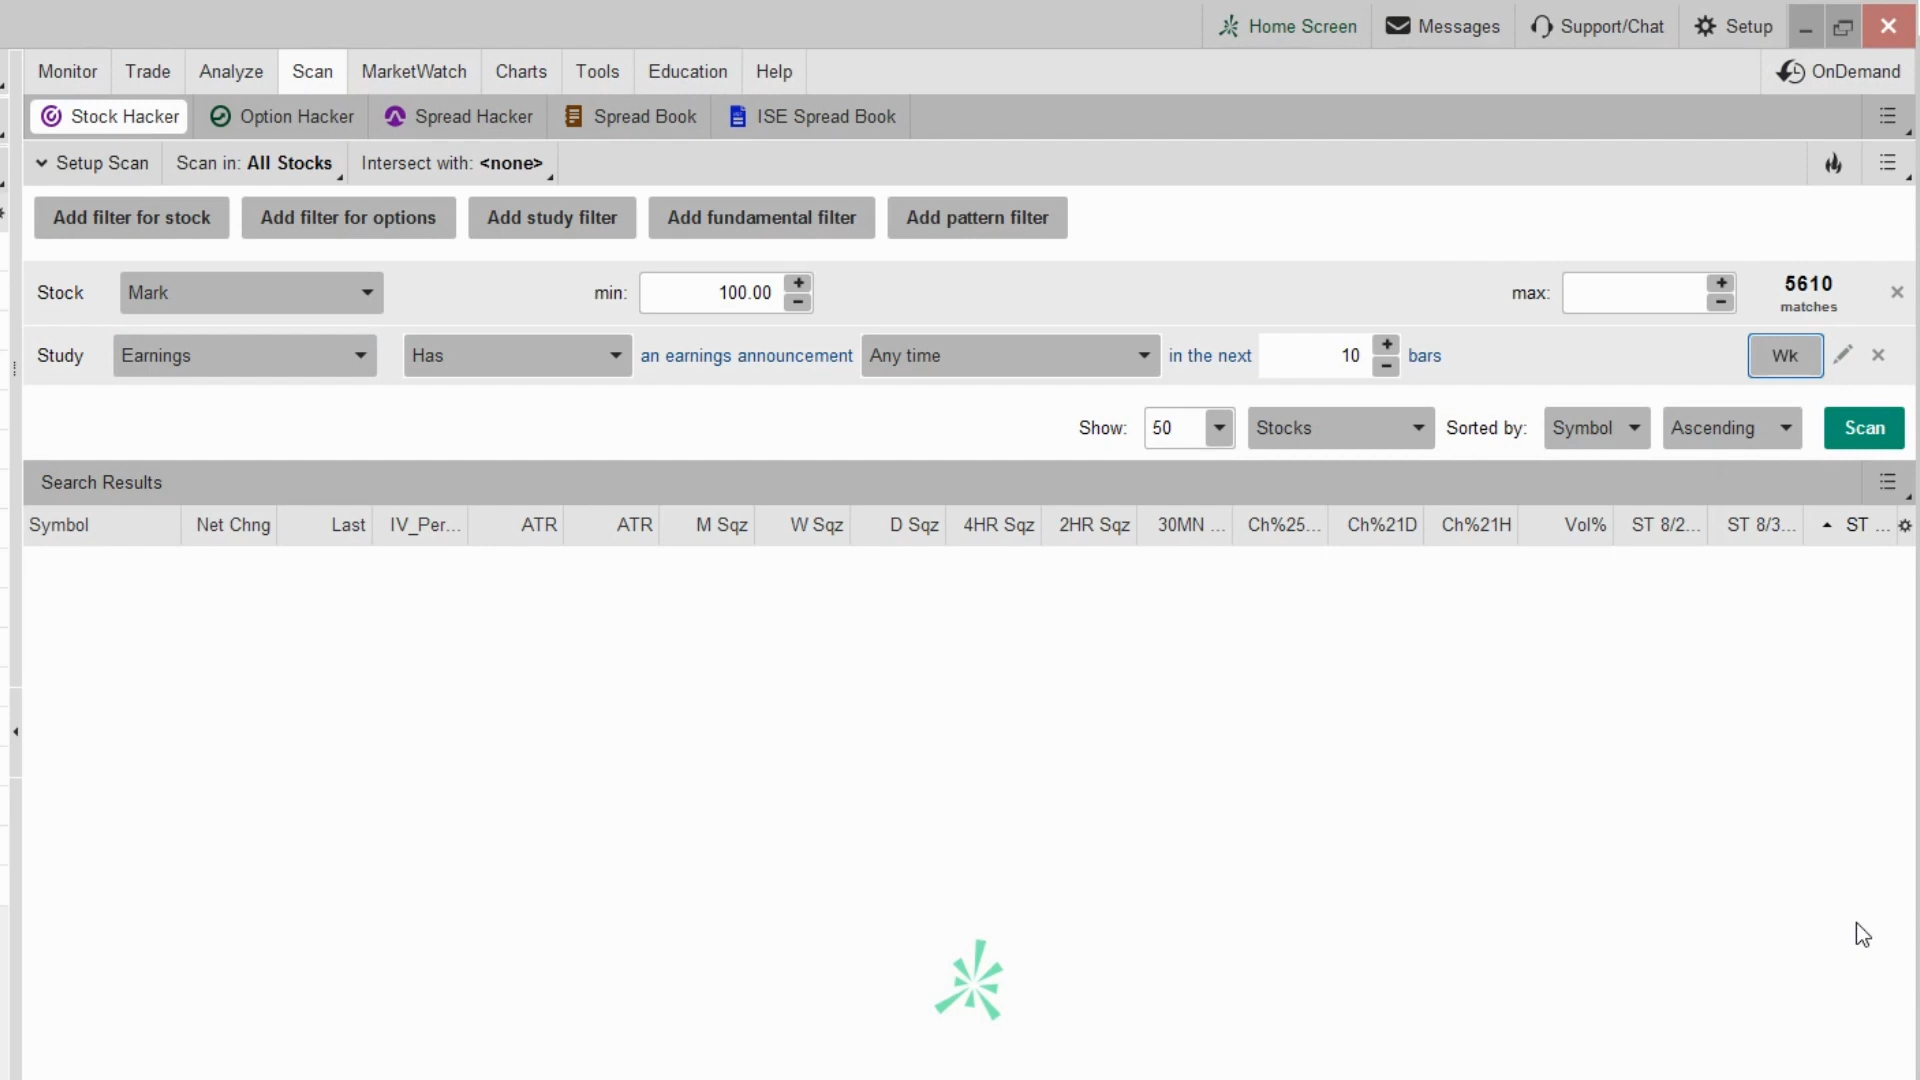 Home Screen Messages Support/Chat Setup
Monitor Trade Analyze Scan MarketWatch Charts Tools Education Help OnDemand
Stock Hacker Option Hacker Spread Hacker Spread Book ISE Spread Book
Setup Scan Scan in: All Stocks Intersect with: <none>
Add filter for stock Add filter for options Add study filter Add fundamental filter Add pattern filter
Stock Mark min: 100.00 max: 5610
matches
Study Earnings Has an earnings announcement Any time in the next 10 bars Wk
Show: 50 Stocks Sorted by: Symbol Ascending Scan
Search Results
Symbol Net Chng Last IV_Per... ATR ATR M Sqz W Sqz D Sqz 4HR Sqz 2HR Sqz 30MN ... Ch%25... Ch%21D Ch%21H Vol% ST 8/2... ST 8/3... ST ...